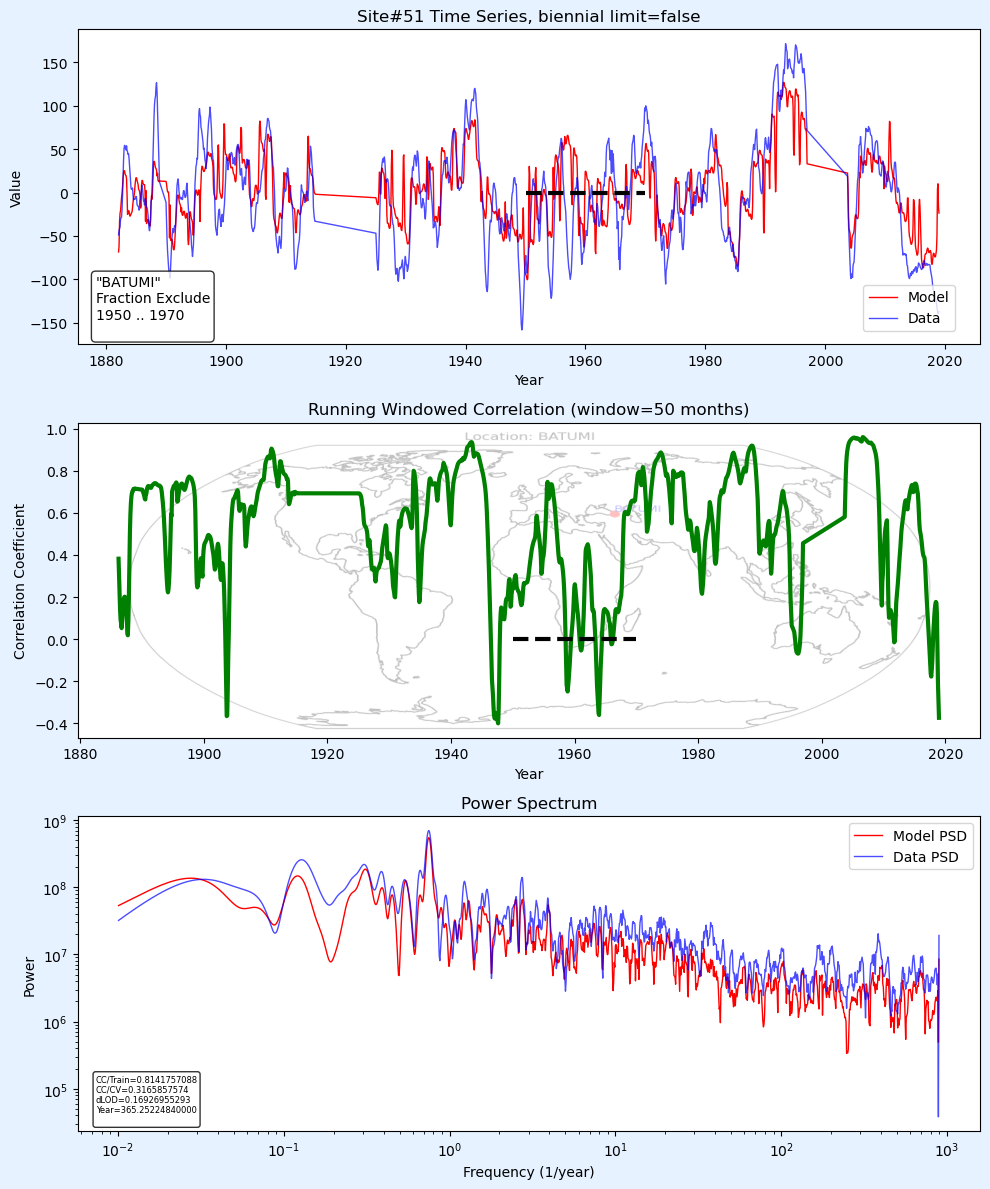 Site#51 Time Series, biennial limit=false
Value
150
100
50
0
−50
−100
−150
"BATUMI"
Fraction Exclude
1950 .. 1970
Model
Data
1880 1900 1920 1940 1960 1980 2000 2020
Year
Running Windowed Correlation (window=50 months)
Location: BATUMI
BATUMI
Correlation Coefficient
1.0
0.8
0.6
0.4
0.2
0.0
−0.2
−0.4
1880 1900 1920 1940 1960 1980 2000 2020
Year
Power Spectrum
Power
10⁹
10⁸
10⁷
10⁶
10⁵
Model PSD
Data PSD
CC/Train=0.8141757088
CC/CV=0.3165857574
dLOD=0.16926955293
Year=365.25224840000
10⁻² 10⁻¹ 10⁰ 10¹ 10² 10³
Frequency (1/year)